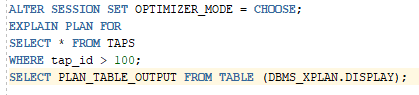 ALTER SESSION SET OPTIMIZER_MODE = CHOOSE;
EXPLAIN PLAN FOR
SELECT * FROM TAPS
WHERE tap_id > 100;
SELECT PLAN_TABLE_OUTPUT FROM TABLE (DBMS_XPLAN.DISPLAY);